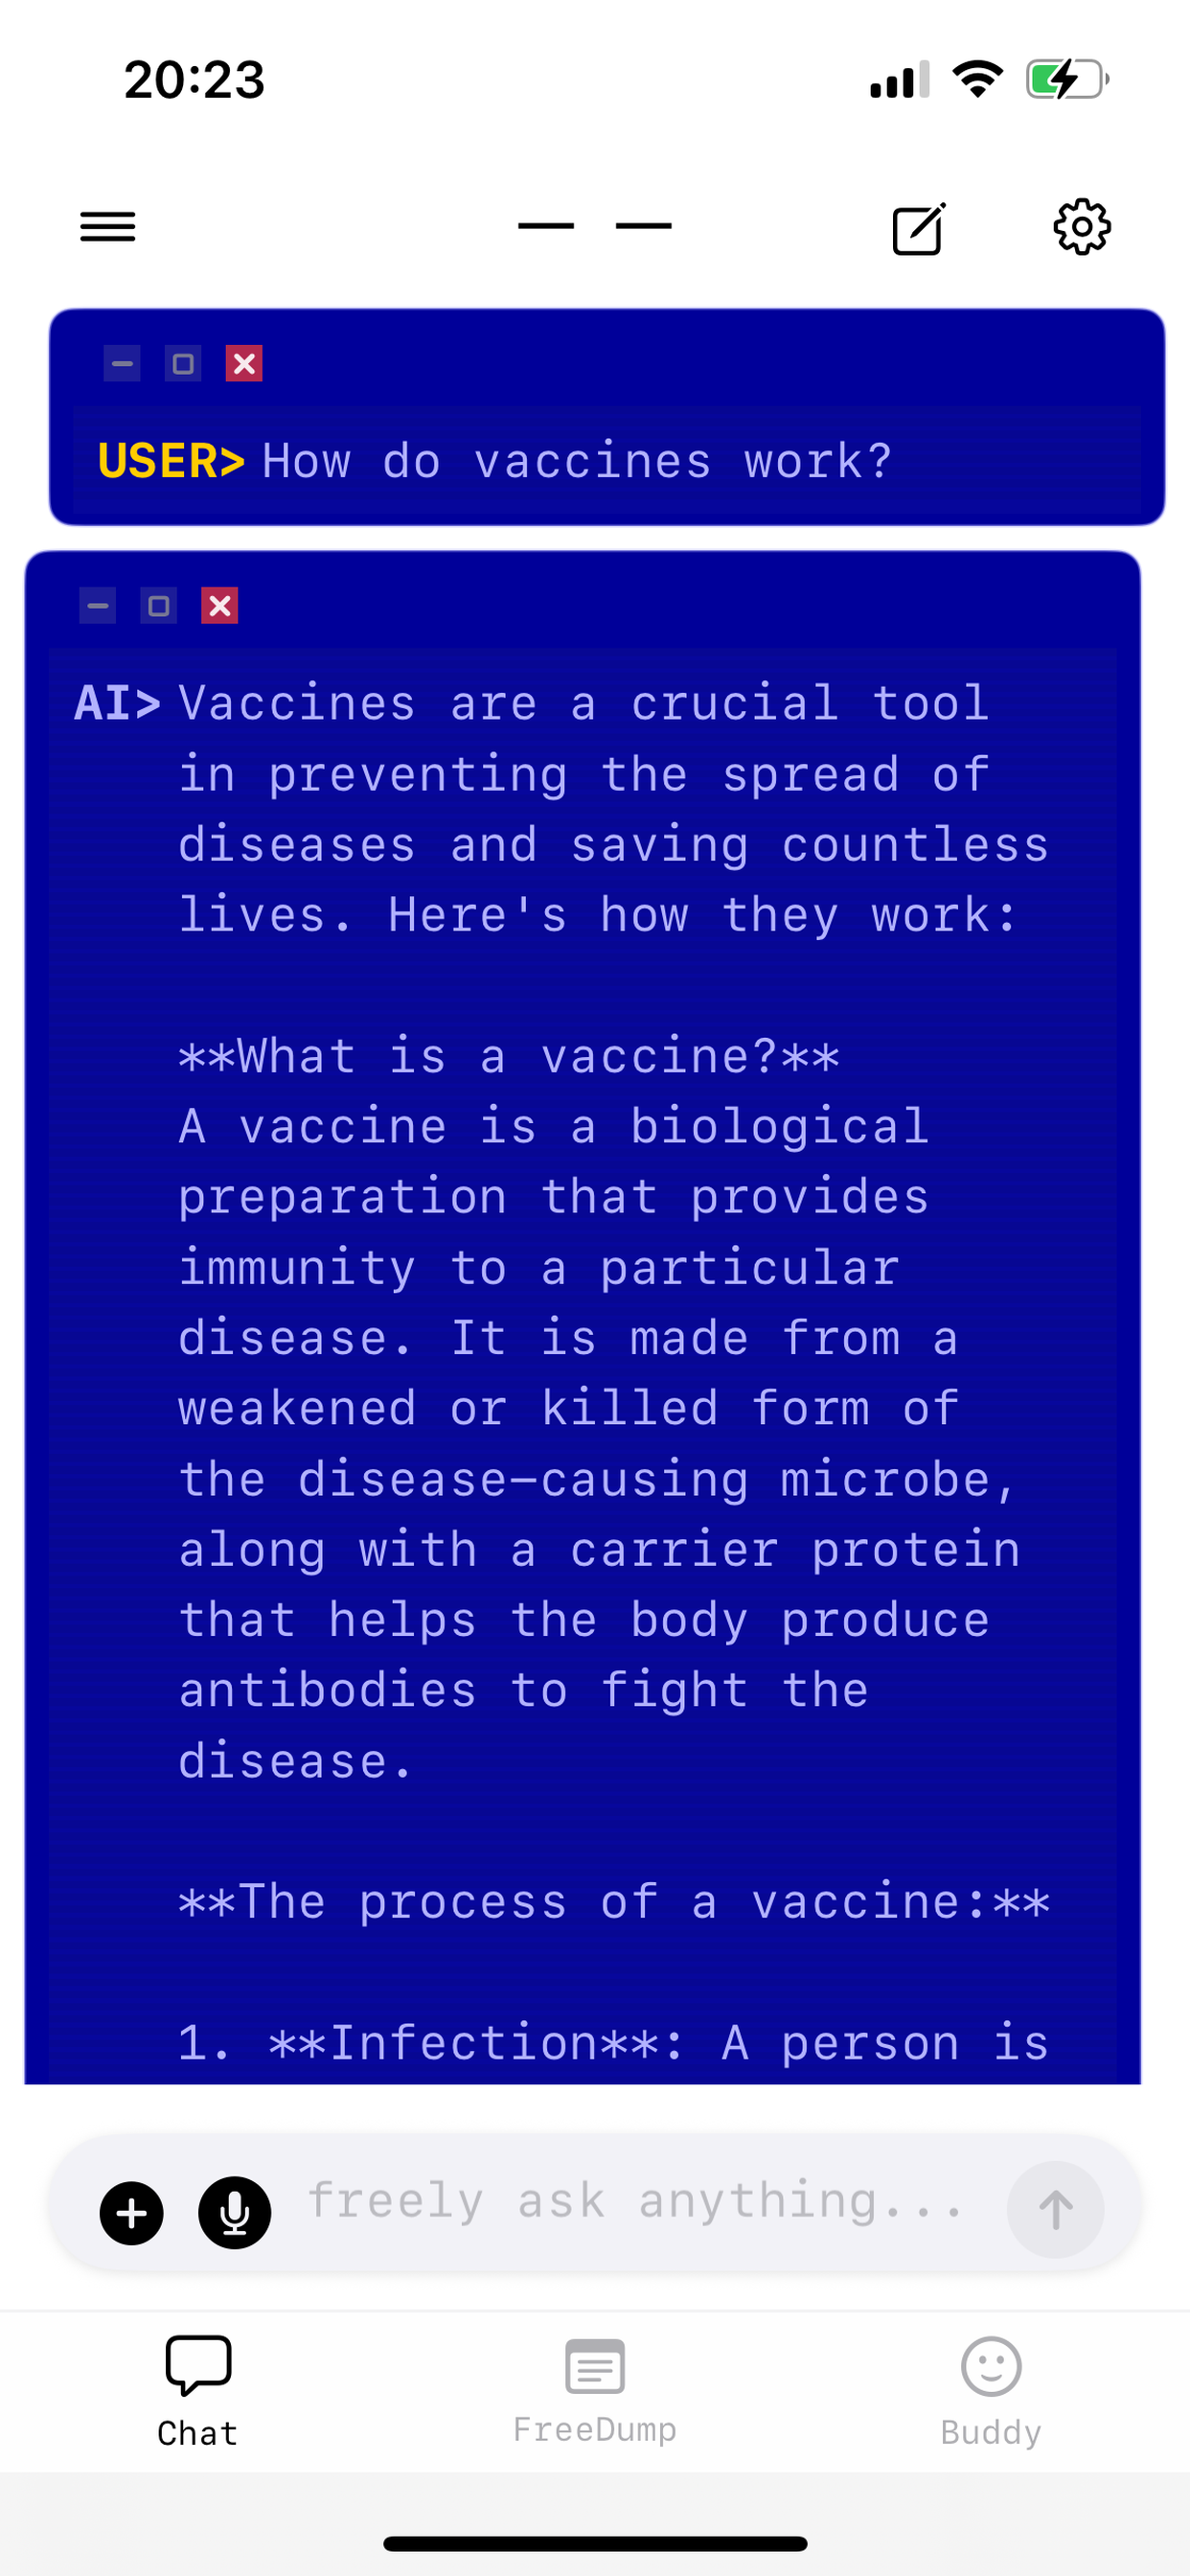 20:23
USER> How do vaccines work?
AI> Vaccines are a crucial tool
in preventing the spread of
diseases and saving countless
lives. Here's how they work:
**What is a vaccine?**
A vaccine is a biological
preparation that provides
immunity to a particular
disease. It is made from a
weakened or killed form of
the disease-causing microbe,
along with a carrier protein
that helps the body produce
antibodies to fight the
disease.
**The process of a vaccine:**
1. **Infection**: A person is
freely ask anything...
Chat
FreeDump
Buddy